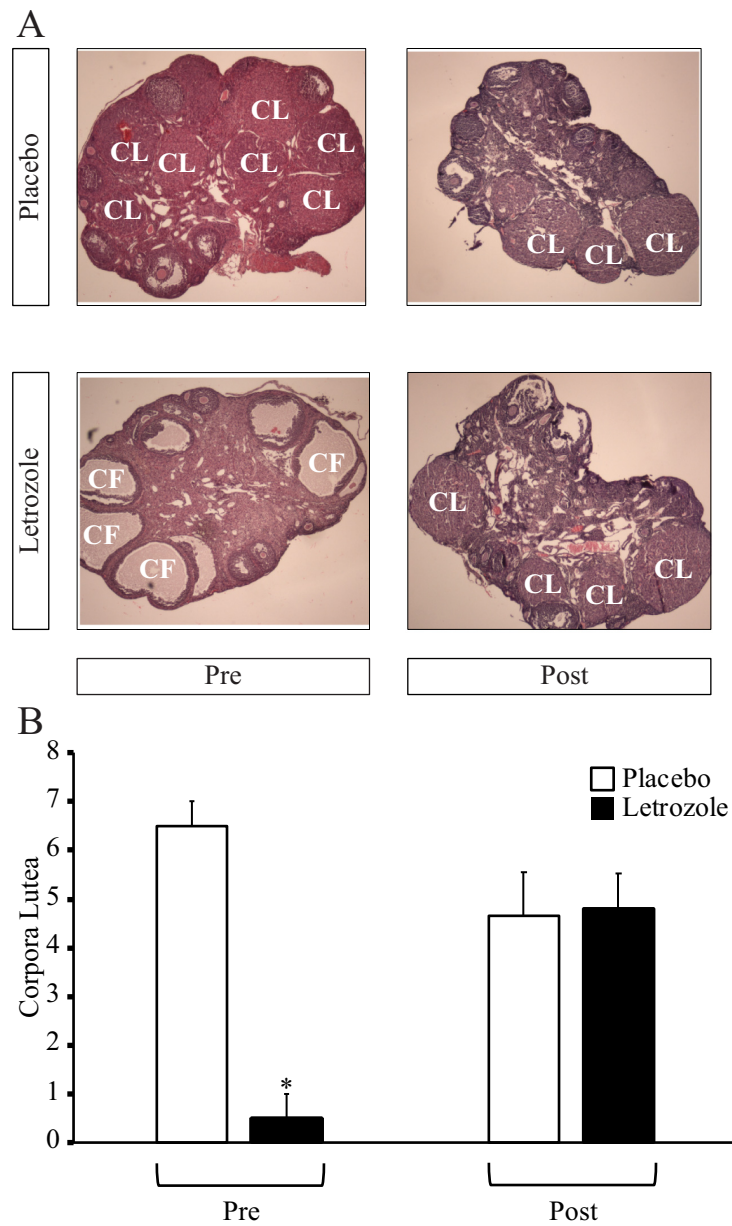 A
Placebo
CL
CL
CL
CL
CL
CL
CL
CL
CL
CL
Letrozole
CF
CF
CF
CF
CL
CL
CL
CL
Pre
Post
B
Corpora Lutea
8
7
6
5
4
3
2
1
0
*
Placebo
Letrozole
Pre
Post